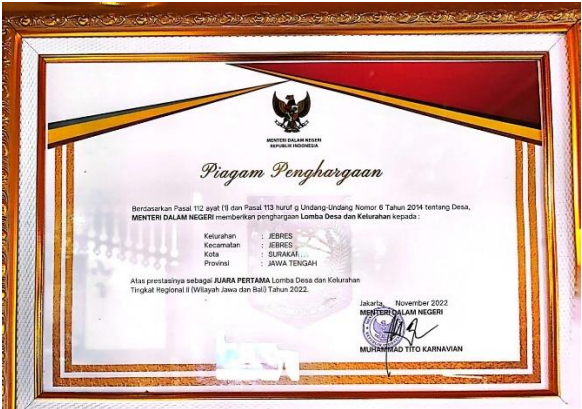 MENTERI DALAM NEGERI
REPUBLIK INDONESIA
Piagam Penghargaan
Berdasarkan Pasal 112 ayat (1) dan Pasal 113 huruf g Undang-Undang Nomor 6 Tahun 2014 tentang Desa,
MENTERI DALAM NEGERI memberikan penghargaan Lomba Desa dan Kelurahan kepada :
Kelurahan : JEBRES
Kecamatan : JEBRES
Kota :
Provinsi : JAWA TENGAH
Atas prestasinya sebagai JUARA PERTAMA Lomba Desa dan Kelurahan
Tingkat Regional II (Wilayah Jawa dan Bali) Tahun 2022.
Jakarta, November 2022
MENTERI DALAM NEGERI
MUHAMMAD TITO KARNAVIAN